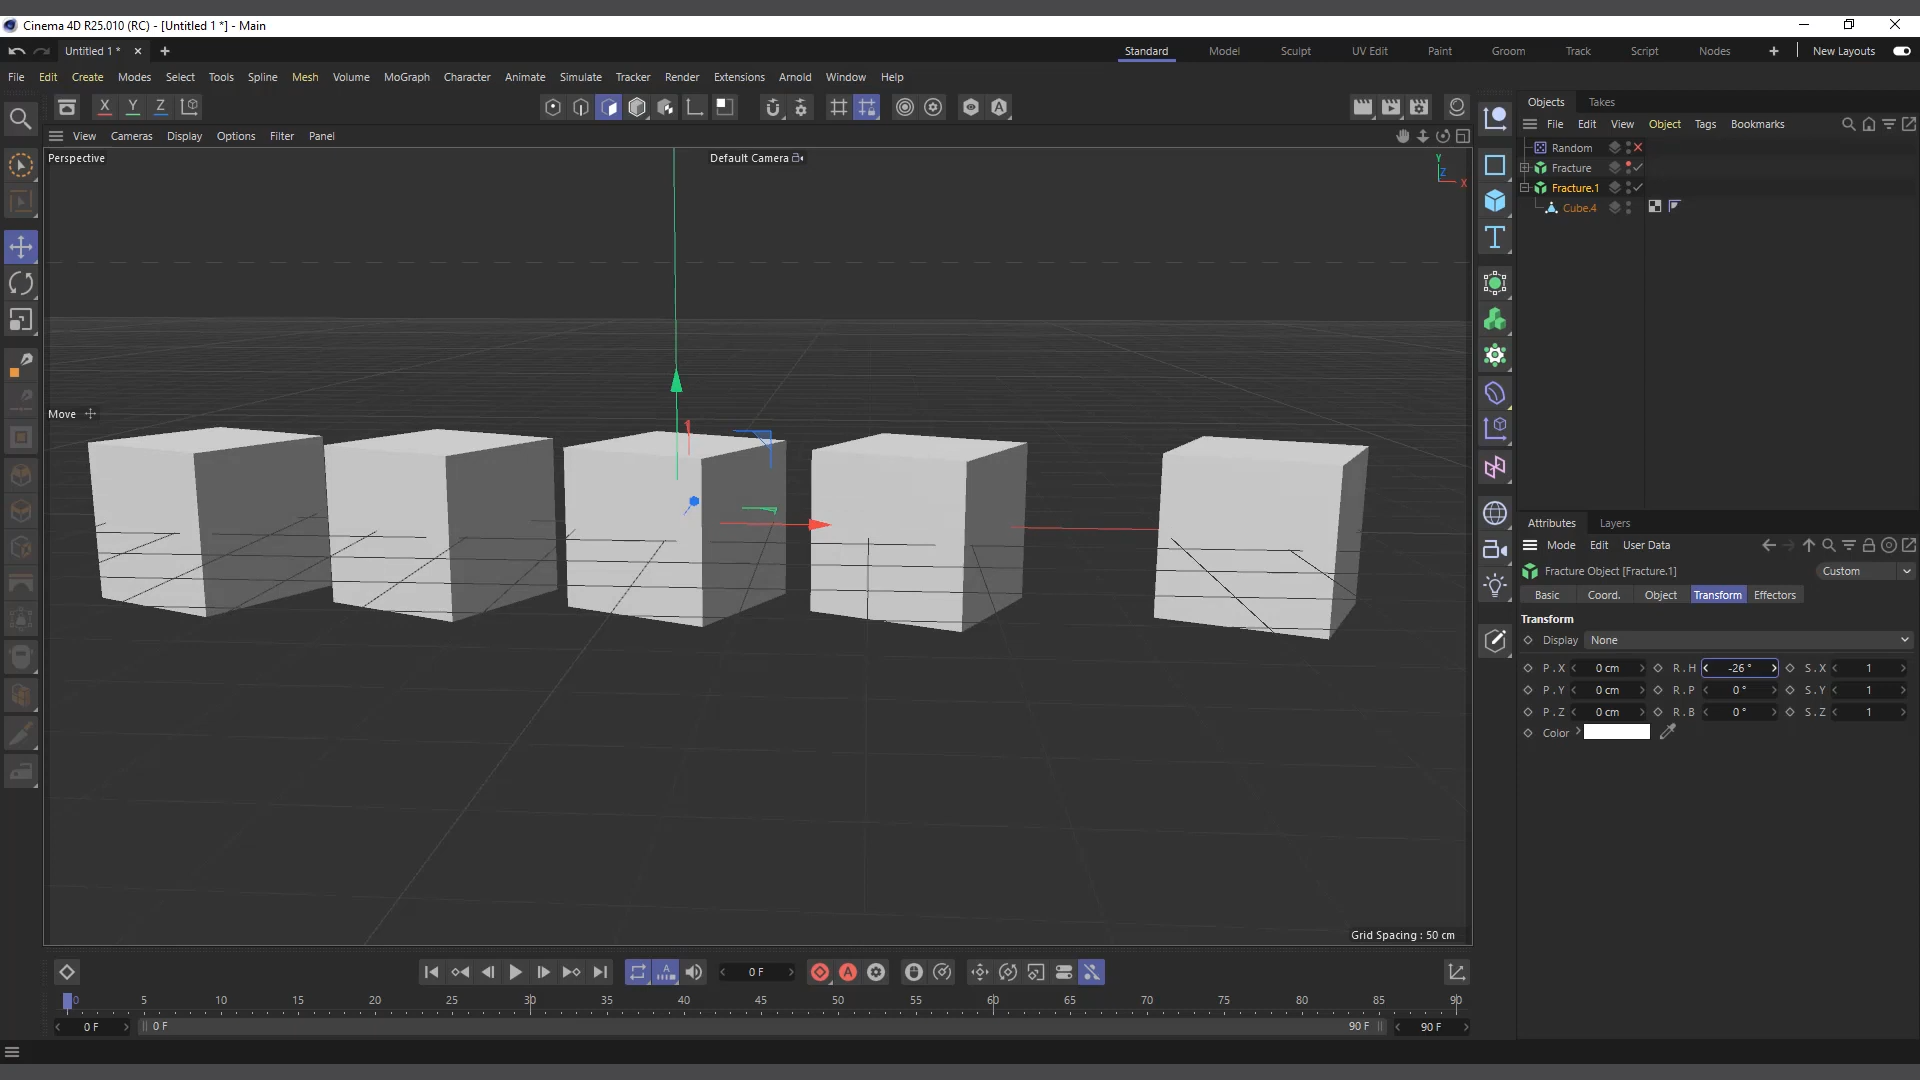 Cinema 4D R25.010 (RC) - [Untitled 1 *] - Main
Untitled 1 *
Standard Model Sculpt UV Edit Paint Groom Track Script Nodes New Layouts
File Edit Create Modes Select Tools Spline Mesh Volume MoGraph Character Animate Simulate Tracker Render Extensions Arnold Window Help
X Y Z
View Cameras Display Options Filter Panel
Perspective
Default Camera
Y
Z
X
Move
Grid Spacing : 50 cm
Objects Takes
File Edit View Object Tags Bookmarks
Random
Fracture
Fracture.1
Cube.4
Attributes Layers
Mode Edit User Data
Fracture Object [Fracture.1]
Custom
Basic Coord. Object Transform Effectors
Transform
Display None
P . X 0 cm R . H -26 ° S . X 1
P . Y 0 cm R . P 0 ° S . Y 1
P . Z 0 cm R . B 0 ° S . Z 1
Color
0 F
0 5 10 15 20 25 30 35 40 45 50 55 60 65 70 75 80 85 90
0 F 0 F 90 F 90 F